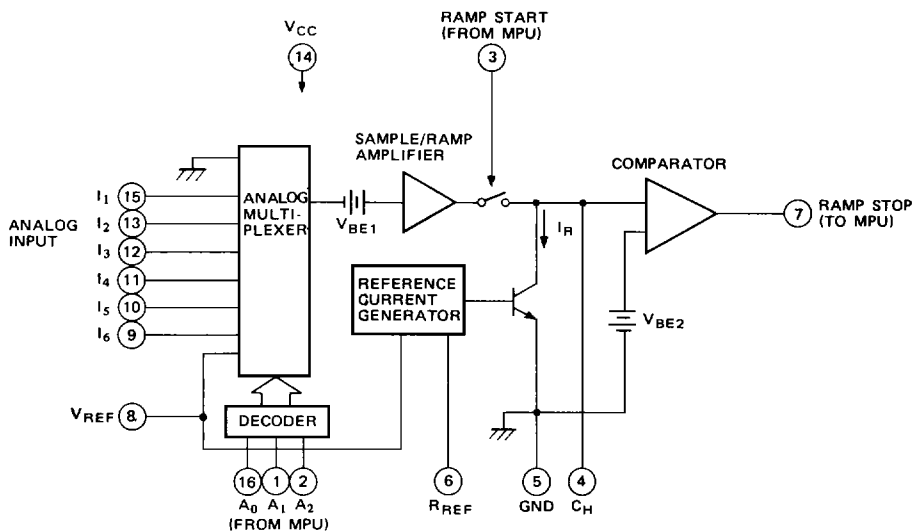 RAMP START
(FROM MPU)
VCC
14
3
SAMPLE/RAMP
AMPLIFIER
COMPARATOR
ANALOG
MULTI-
PLEXER
VBE1
IR
7
RAMP STOP
(TO MPU)
ANALOG
INPUT
I1 15
I2 13
I3 12
I4 11
I5 10
I6 9
REFERENCE
CURRENT
GENERATOR
VBE2
VREF 8
DECODER
16 1 2
A0 A1 A2
(FROM MPU)
6
RREF
5
GND
4
CH